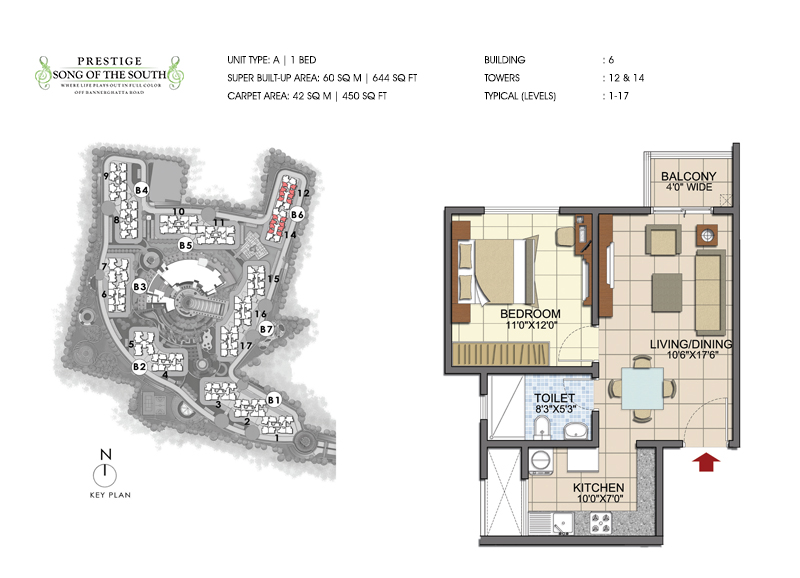 PRESTIGE
SONG OF THE SOUTH
WHERE LIFE PLAYS OUT IN FULL COLOR
OFF BANNERGHATTA ROAD
UNIT TYPE: A | 1 BED
SUPER BUILT-UP AREA: 60 SQ M | 644 SQ FT
CARPET AREA: 42 SQ M | 450 SQ FT
BUILDING : 6
TOWERS : 12 & 14
TYPICAL (LEVELS) : 1-17
9
B4
8
10
11
12
B6
14
B5
7
B3
6
15
16
B7
17
5
B2
4
3
B1
2
1
N
KEY PLAN
BALCONY
4'0" WIDE
BEDROOM
11'0"X12'0"
LIVING/DINING
10'6"X17'6"
TOILET
8'3"X5'3"
KITCHEN
10'0"X7'0"